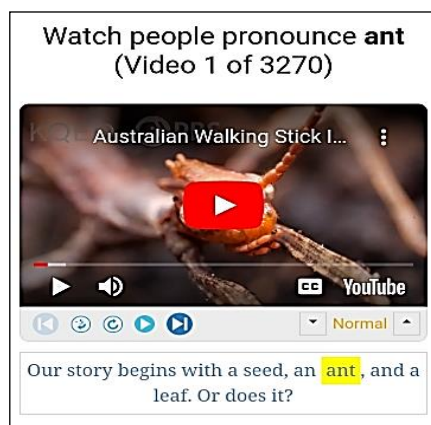 Watch people pronounce ant
(Video 1 of 3270)
Australian Walking Stick I...
CC YouTube
Normal
Our story begins with a seed, an ant, and a
leaf. Or does it?